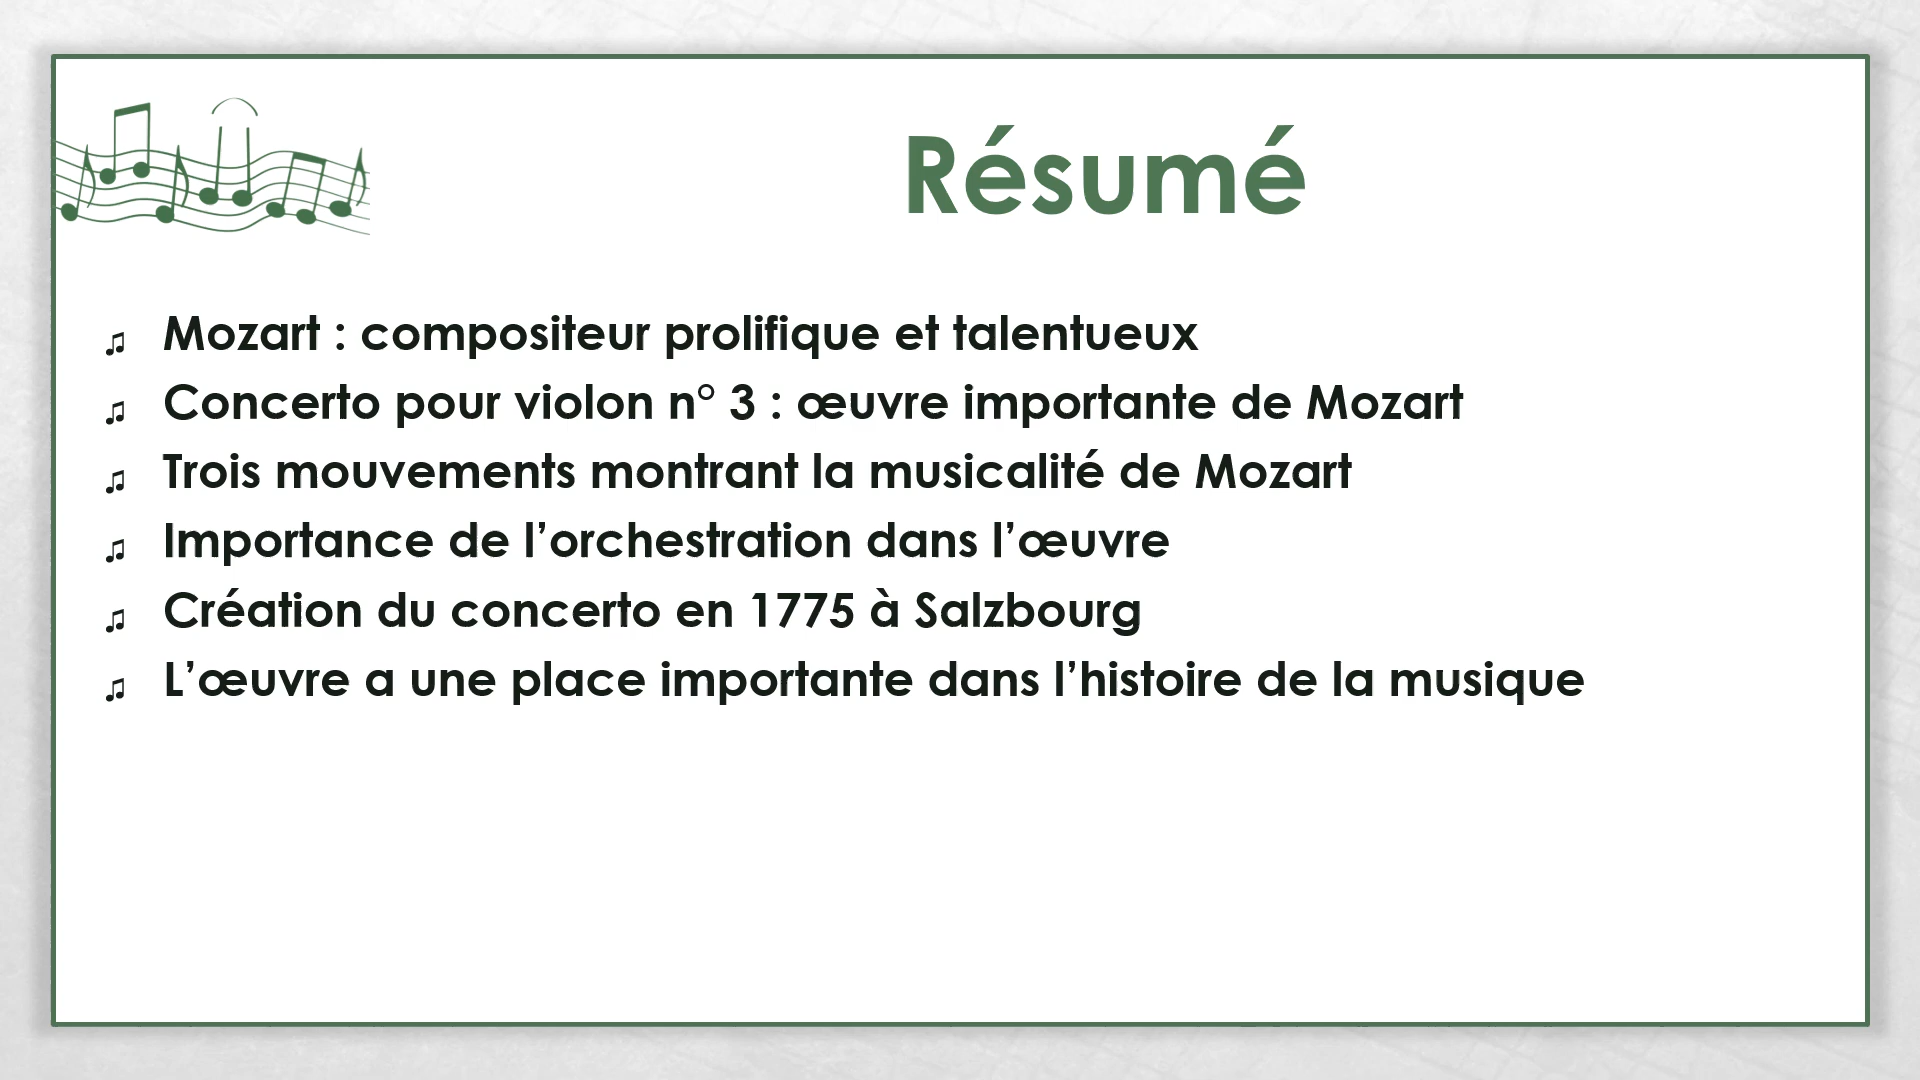 Résumé
♫ Mozart : compositeur prolifique et talentueux
♫ Concerto pour violon n° 3 : œuvre importante de Mozart
♫ Trois mouvements montrant la musicalité de Mozart
♫ Importance de l’orchestration dans l’œuvre
♫ Création du concerto en 1775 à Salzbourg
♫ L’œuvre a une place importante dans l’histoire de la musique